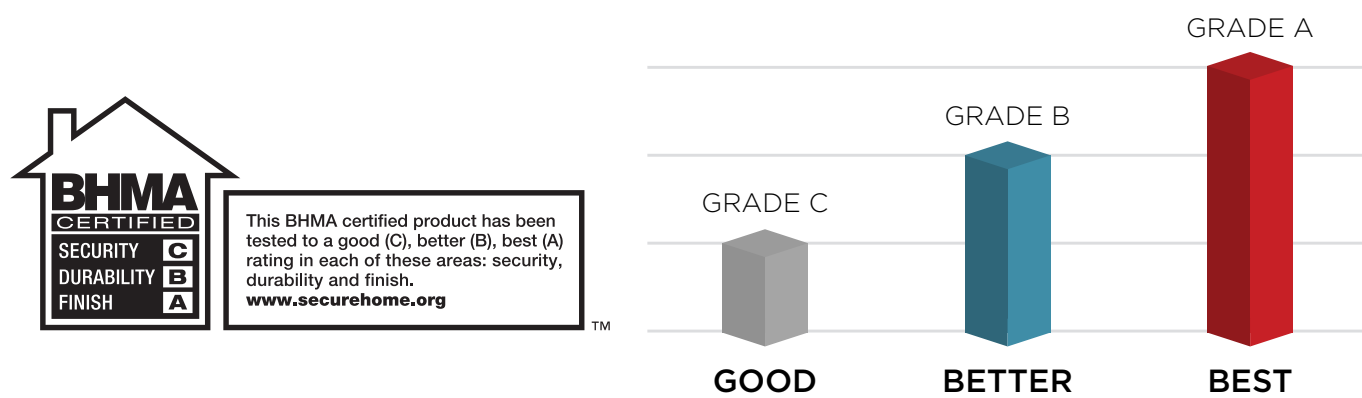 BHMA
CERTIFIED
SECURITY C
DURABILITY B
FINISH A
This BHMA certified product has been
tested to a good (C), better (B), best (A)
rating in each of these areas: security,
durability and finish.
www.securehome.org
TM
GRADE C
GRADE B
GRADE A
GOOD
BETTER
BEST